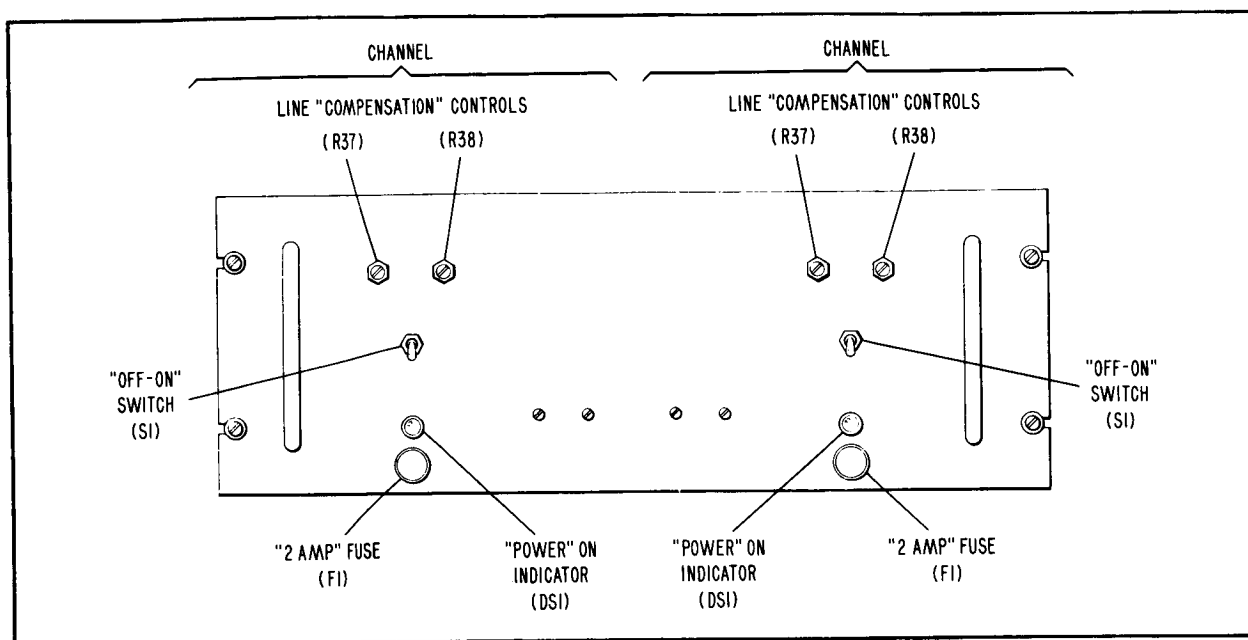 CHANNEL
CHANNEL
LINE "COMPENSATION" CONTROLS
LINE "COMPENSATION" CONTROLS
(R37)
(R38)
(R37)
(R38)
"OFF-ON"
SWITCH
(S1)
"OFF-ON"
SWITCH
(S1)
"2 AMP" FUSE
(F1)
"POWER" ON
INDICATOR
(DS1)
"POWER" ON
INDICATOR
(DS1)
"2 AMP" FUSE
(F1)